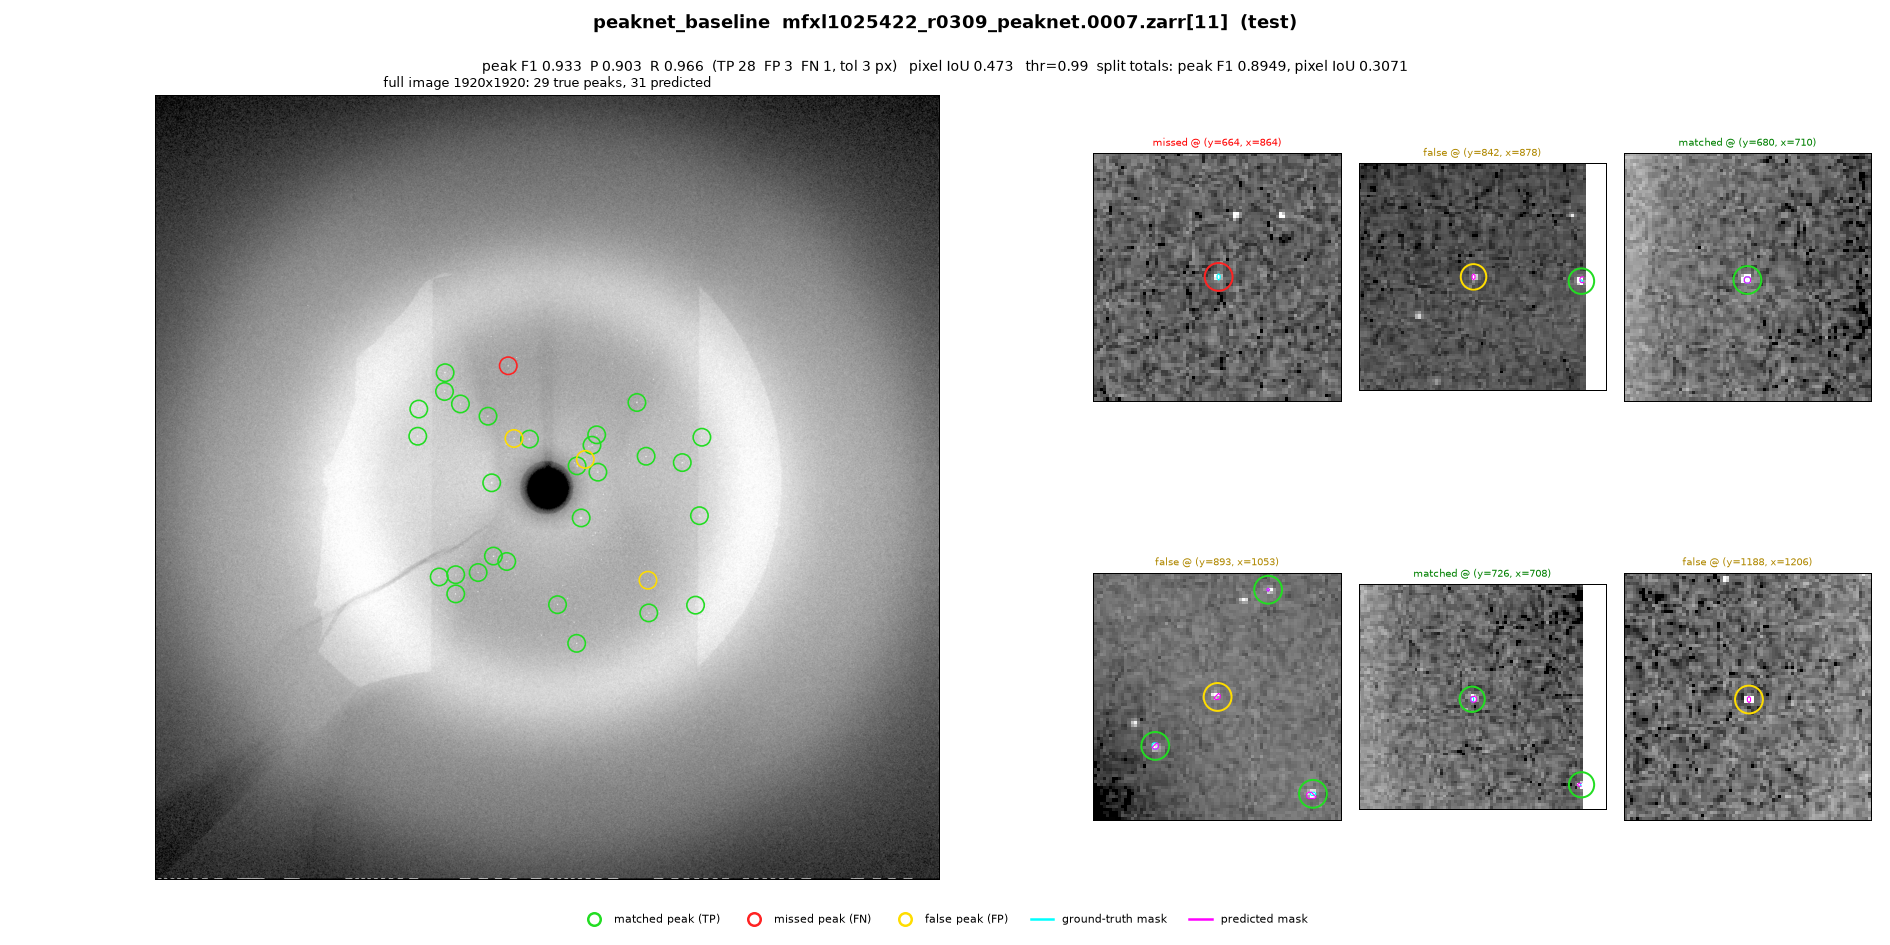 peaknet_baseline  mfxl1025422_r0309_peaknet.0007.zarr[11]  (test)
peak F1 0.933  P 0.903  R 0.966  (TP 28  FP 3  FN 1, tol 3 px)   pixel IoU 0.473   thr=0.99  split totals: peak F1 0.8949, pixel IoU 0.3071
full image 1920x1920: 29 true peaks, 31 predicted
missed @ (y=664, x=864)
false @ (y=842, x=878)
matched @ (y=680, x=710)
false @ (y=893, x=1053)
matched @ (y=726, x=708)
false @ (y=1188, x=1206)
matched peak (TP)
missed peak (FN)
false peak (FP)
ground-truth mask
predicted mask